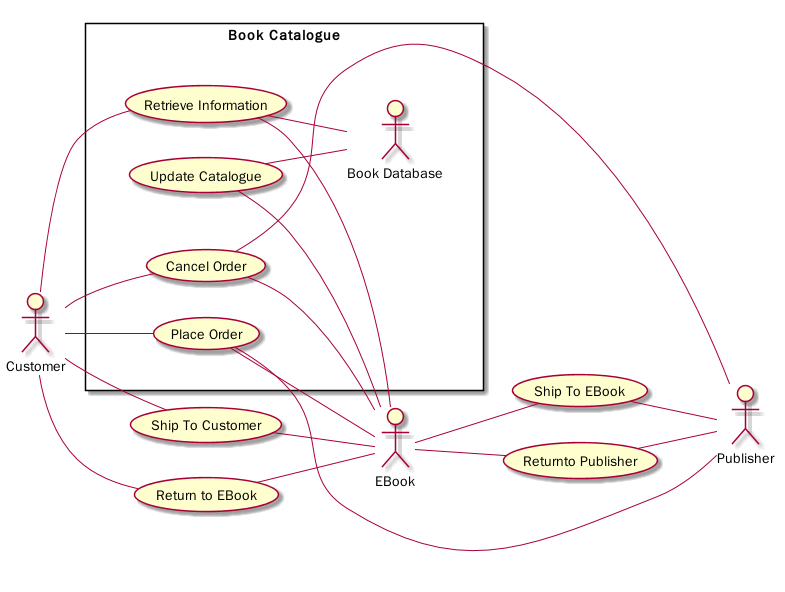 Book Catalogue
Retrieve Information
Book Database
Update Catalogue
Cancel Order
Place Order
Customer
Ship To EBook
Ship To Customer
Publisher
Returnto Publisher
EBook
Return to EBook